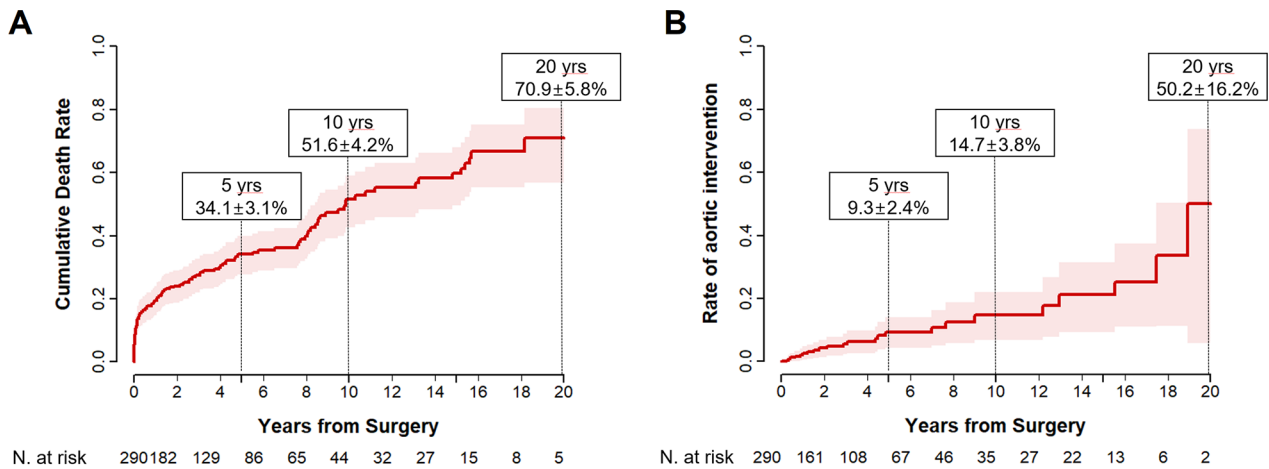 A
Cumulative Death Rate
1.0
0.8
0.6
0.4
0.2
0.0
5 yrs
34.1±3.1%
10 yrs
51.6±4.2%
20 yrs
70.9±5.8%
0 2 4 6 8 10 12 14 16 18 20
Years from Surgery
N. at risk 290 182 129 86 65 44 32 27 15 8 5
B
Rate of aortic intervention
1.0
0.8
0.6
0.4
0.2
0.0
5 yrs
9.3±2.4%
10 yrs
14.7±3.8%
20 yrs
50.2±16.2%
0 2 4 6 8 10 12 14 16 18 20
Years from Surgery
N. at risk 290 161 108 67 46 35 27 22 13 6 2